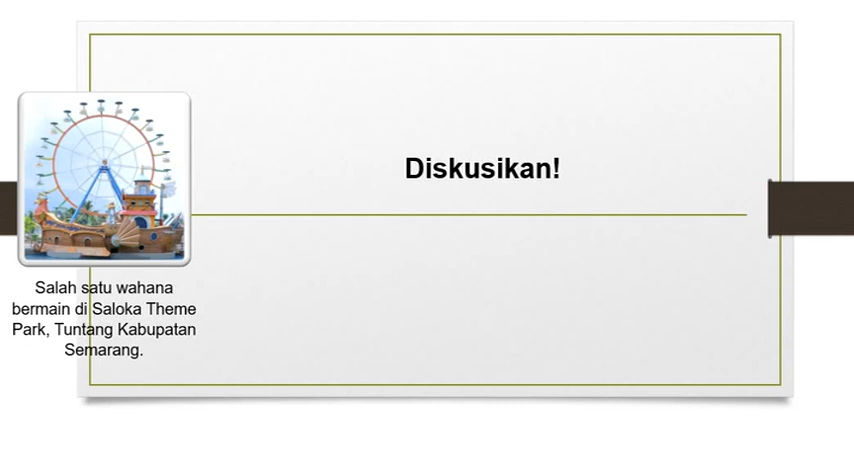 Diskusikan!
Salah satu wahana
bermain di Saloka Theme
Park, Tuntang Kabupatan
Semarang.